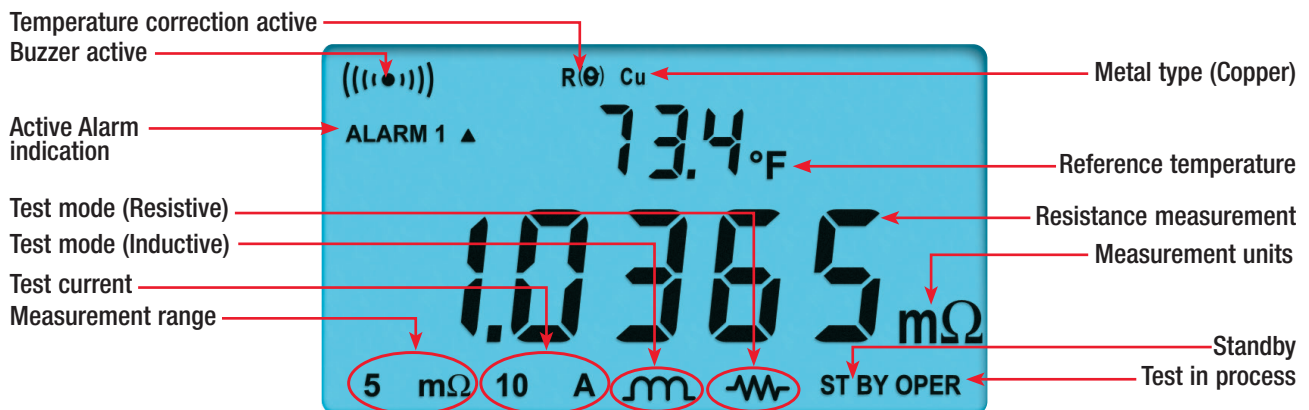 Temperature correction active
Buzzer active
R(Θ) Cu
Metal type (Copper)
Active Alarm
indication
ALARM 1 ▲
73.4 °F
Reference temperature
Test mode (Resistive)
Resistance measurement
Test mode (Inductive)
1.0365 mΩ
Measurement units
Test current
Measurement range
Standby
5 mΩ 10 A ST BY OPER
Test in process